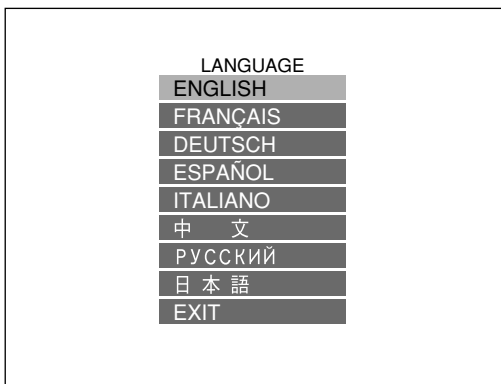 LANGUAGE
ENGLISH
FRANÇAIS
DEUTSCH
ESPAÑOL
ITALIANO
中 文
РУССКИЙ
日 本 語
EXIT